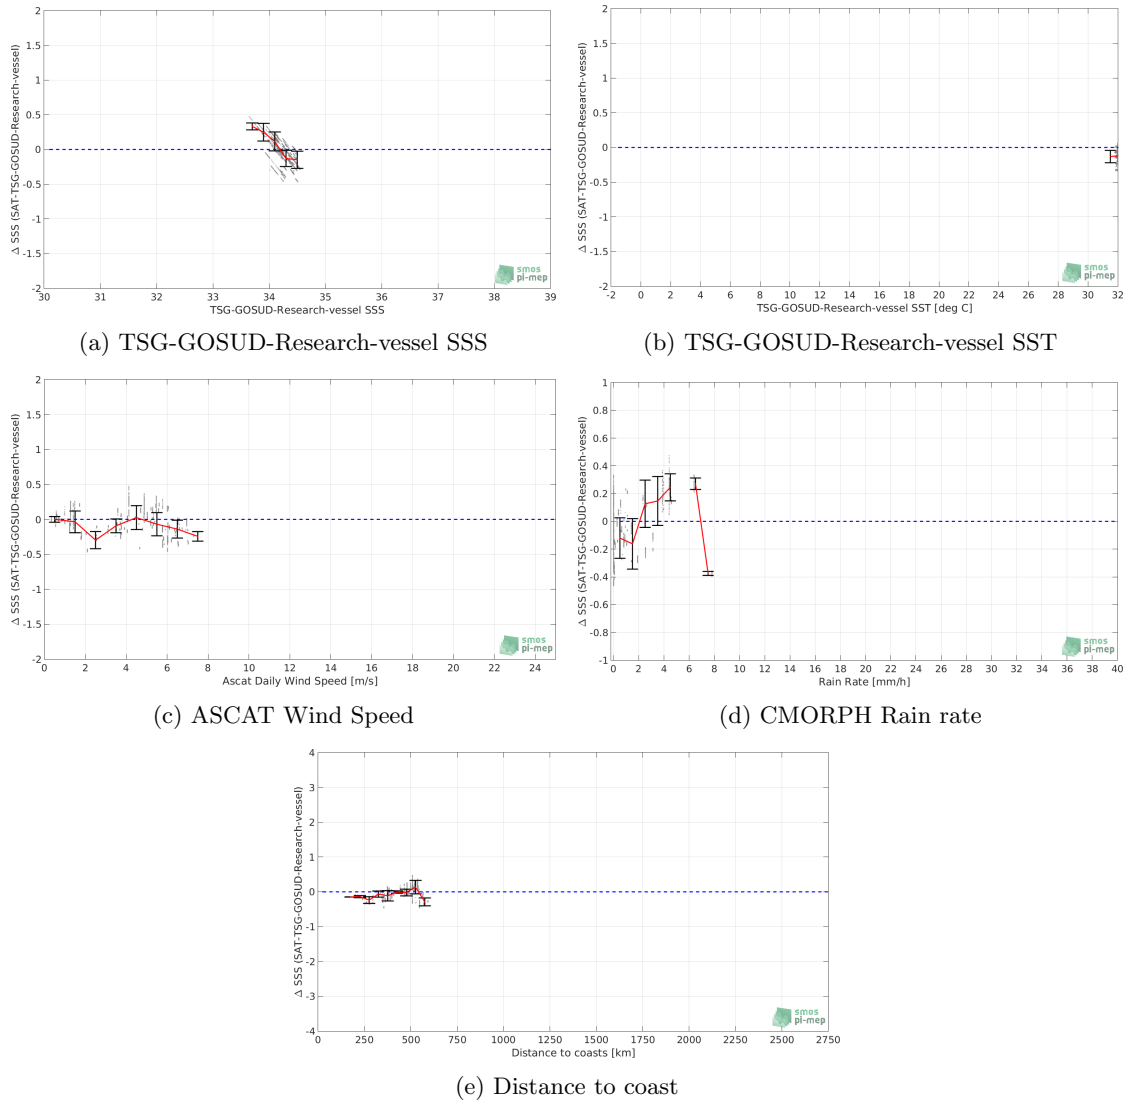 2
1.5
1
0.5
0
-0.5
-1
-1.5
-2
Δ SSS (SAT-TSG-GOSUD-Research-vessel)
30 31 32 33 34 35 36 37 38 39
TSG-GOSUD-Research-vessel SSS
smos
pi-mep
(a) TSG-GOSUD-Research-vessel SSS
2
1.5
1
0.5
0
-0.5
-1
-1.5
-2
Δ SSS (SAT-TSG-GOSUD-Research-vessel)
-2 0 2 4 6 8 10 12 14 16 18 20 22 24 26 28 30 32
TSG-GOSUD-Research-vessel SST [deg C]
smos
pi-mep
(b) TSG-GOSUD-Research-vessel SST
2
1.5
1
0.5
0
-0.5
-1
-1.5
-2
Δ SSS (SAT-TSG-GOSUD-Research-vessel)
0 2 4 6 8 10 12 14 16 18 20 22 24
Ascat Daily Wind Speed [m/s]
smos
pi-mep
(c) ASCAT Wind Speed
1
0.8
0.6
0.4
0.2
0
-0.2
-0.4
-0.6
-0.8
-1
Δ SSS (SAT-TSG-GOSUD-Research-vessel)
0 2 4 6 8 10 12 14 16 18 20 22 24 26 28 30 32 34 36 38 40
Rain Rate [mm/h]
smos
pi-mep
(d) CMORPH Rain rate
4
3
2
1
0
-1
-2
-3
-4
Δ SSS (SAT-TSG-GOSUD-Research-vessel)
0 250 500 750 1000 1250 1500 1750 2000 2250 2500 2750
Distance to coasts [km]
smos
pi-mep
(e) Distance to coast